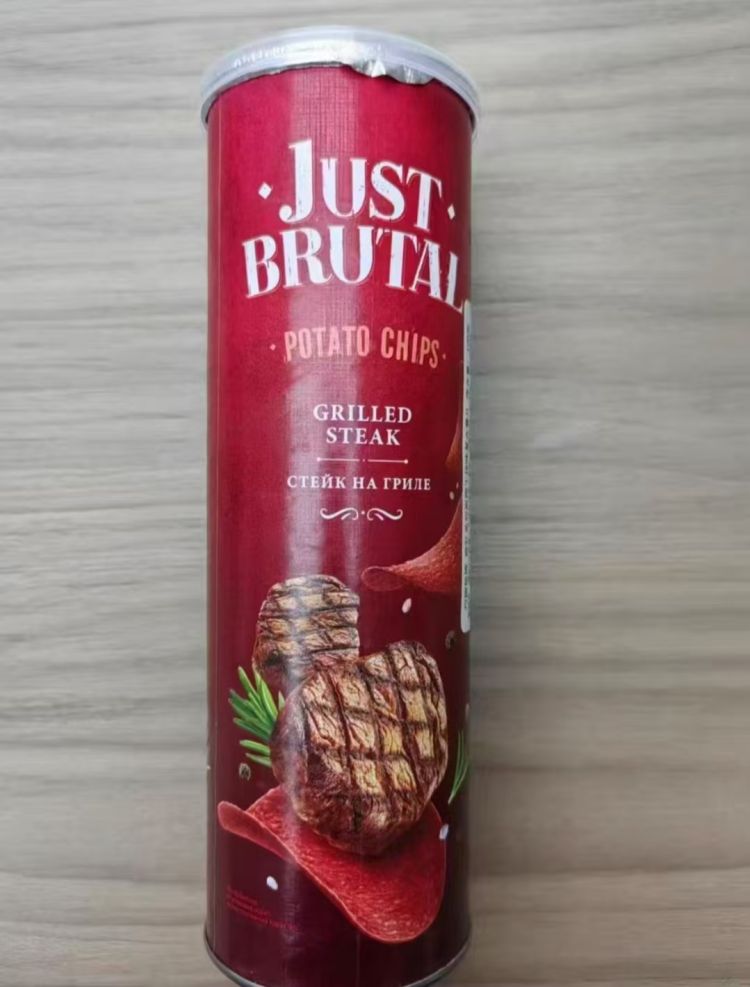 JUST
BRUTAL
POTATO CHIPS
GRILLED
STEAK
СТЕЙК НА ГРИЛЕ